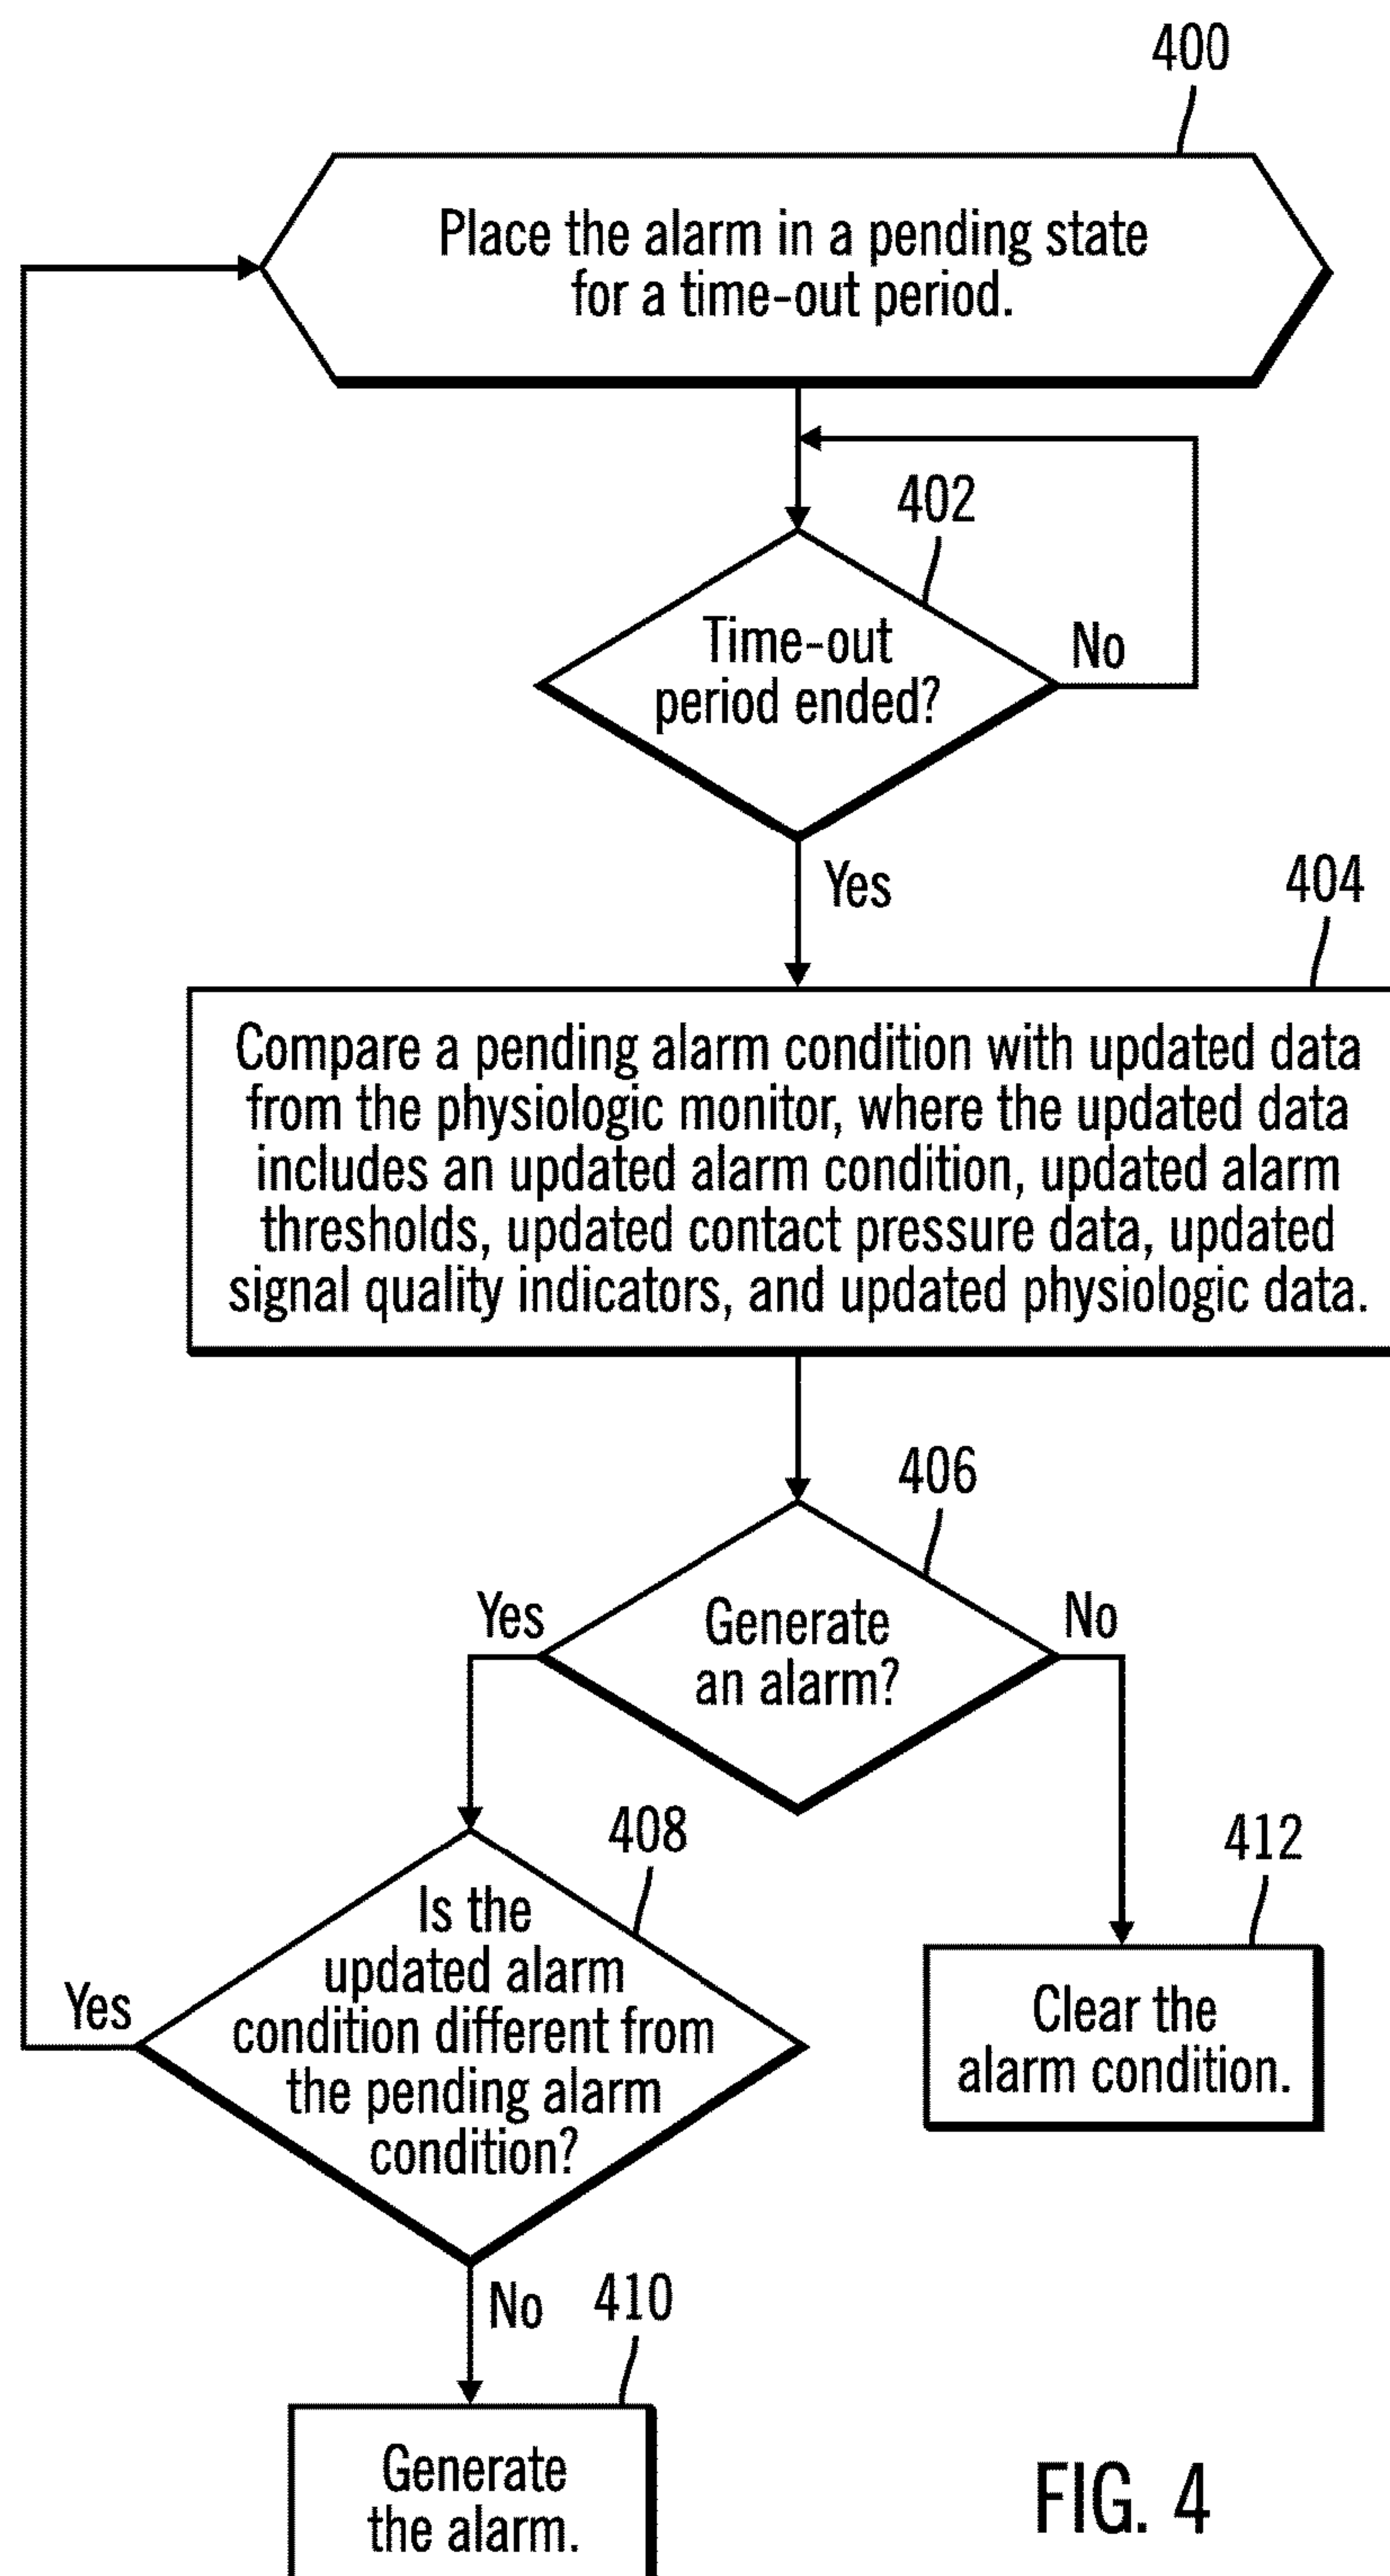 400
Place the alarm in a pending state
for a time-out period.
402
Time-out
period ended?
No
Yes
404
Compare a pending alarm condition with updated data
from the physiologic monitor, where the updated data
includes an updated alarm condition, updated alarm
thresholds, updated contact pressure data, updated
signal quality indicators, and updated physiologic data.
406
Yes
Generate
an alarm?
No
408
Is the
updated alarm
condition different from
the pending alarm
condition?
Yes
412
Clear the
alarm condition.
No
410
Generate
the alarm.
FIG. 4